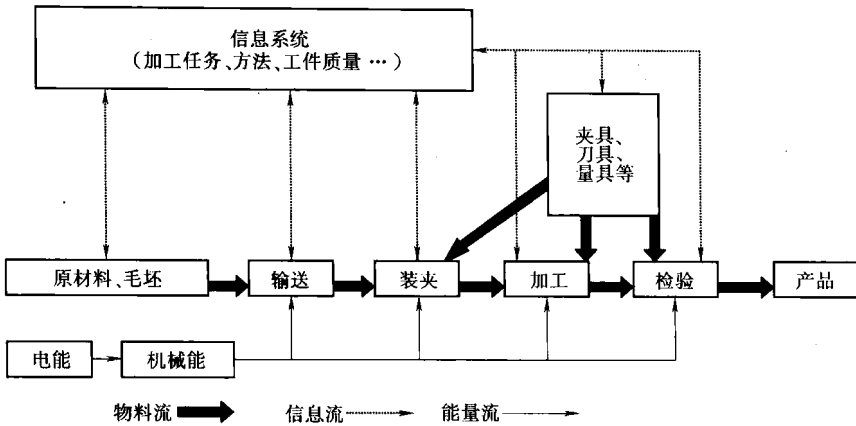 信息系统
(加工任务、方法、工件质量…)
夹具、
刀具、
量具等
原材料、毛坯
输送
装夹
加工
检验
产品
电能
机械能
物料流
信息流
能量流